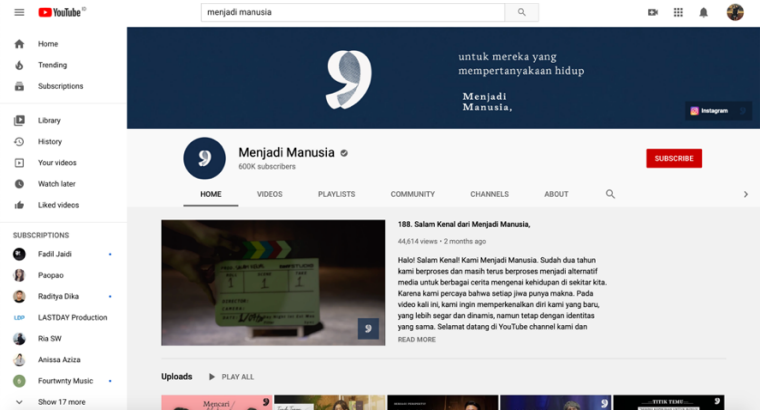 YouTube ID
menjadi manusia
Home
Trending
Subscriptions
Library
History
Your videos
Watch later
Liked videos
SUBSCRIPTIONS
Fadil Jaidi
Paopao
Raditya Dika
LASTDAY Production
Ria SW
Anissa Aziza
Fourtwnty Music
Show 17 more
untuk mereka yang
mempertanyakaan hidup
Menjadi
Manusia,
Instagram
Menjadi Manusia
600K subscribers
SUBSCRIBE
HOME VIDEOS PLAYLISTS COMMUNITY CHANNELS ABOUT
188. Salam Kenal dari Menjadi Manusia,
44,614 views • 2 months ago
Halo! Salam Kenal! Kami Menjadi Manusia. Sudah dua tahun
kami berproses dan masih terus berproses menjadi alternatif
media untuk berbagai cerita mengenai kehidupan di sekitar kita.
Karena kami percaya bahwa setiap jiwa punya makna. Pada
video kali ini, kami ingin memperkenalkan diri kami yang baru,
yang lebih segar dan dinamis, namun tetap dengan identitas
yang sama. Selamat datang di YouTube channel kami dan
READ MORE
Uploads PLAY ALL
Mencari
TITIK TEMU